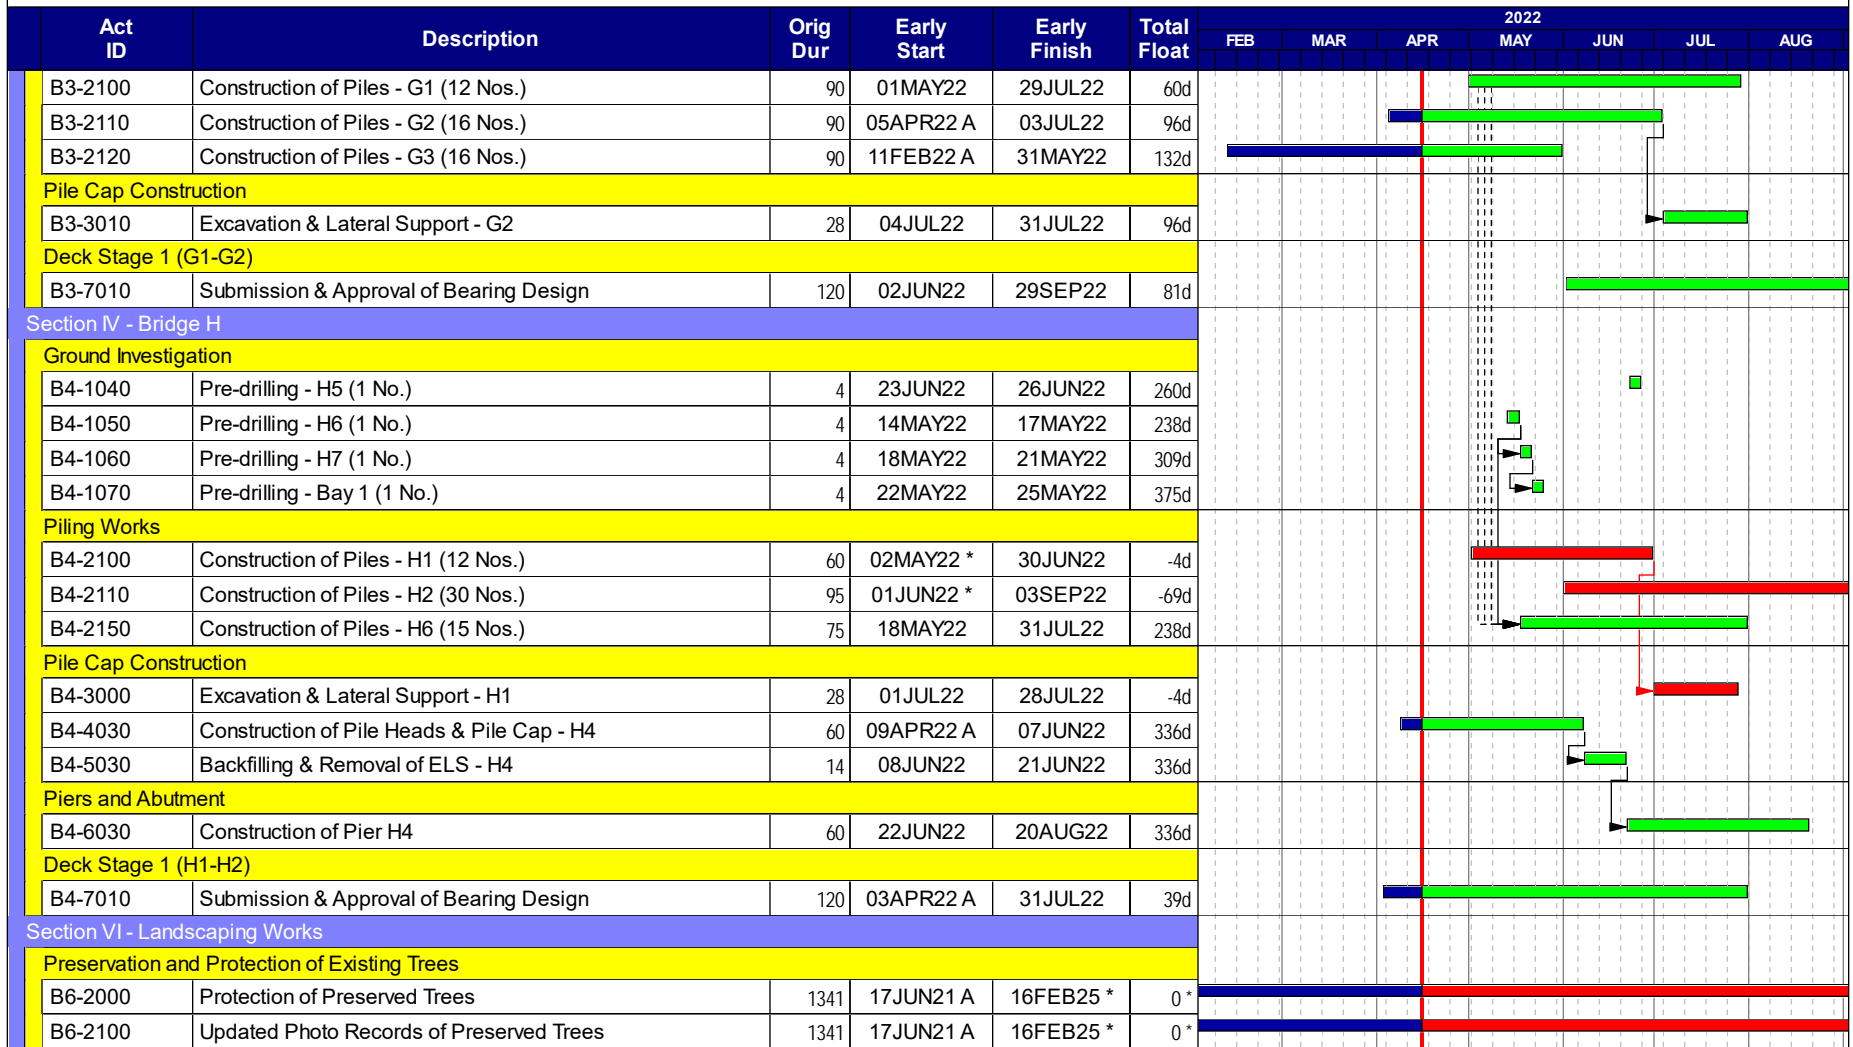 Act ID Description Orig Dur Early Start Early Finish Total Float 2022
FEB MAR APR MAY JUN JUL AUG
B3-2100 Construction of Piles - G1 (12 Nos.) 90 01MAY22 29JUL22 60d
B3-2110 Construction of Piles - G2 (16 Nos.) 90 05APR22 A 03JUL22 96d
B3-2120 Construction of Piles - G3 (16 Nos.) 90 11FEB22 A 31MAY22 132d
Pile Cap Construction
B3-3010 Excavation & Lateral Support - G2 28 04JUL22 31JUL22 96d
Deck Stage 1 (G1-G2)
B3-7010 Submission & Approval of Bearing Design 120 02JUN22 29SEP22 81d
Section IV - Bridge H
Ground Investigation
B4-1040 Pre-drilling - H5 (1 No.) 4 23JUN22 26JUN22 260d
B4-1050 Pre-drilling - H6 (1 No.) 4 14MAY22 17MAY22 238d
B4-1060 Pre-drilling - H7 (1 No.) 4 18MAY22 21MAY22 309d
B4-1070 Pre-drilling - Bay 1 (1 No.) 4 22MAY22 25MAY22 375d
Piling Works
B4-2100 Construction of Piles - H1 (12 Nos.) 60 02MAY22 * 30JUN22 -4d
B4-2110 Construction of Piles - H2 (30 Nos.) 95 01JUN22 * 03SEP22 -69d
B4-2150 Construction of Piles - H6 (15 Nos.) 75 18MAY22 31JUL22 238d
Pile Cap Construction
B4-3000 Excavation & Lateral Support - H1 28 01JUL22 28JUL22 -4d
B4-4030 Construction of Pile Heads & Pile Cap - H4 60 09APR22 A 07JUN22 336d
B4-5030 Backfilling & Removal of ELS - H4 14 08JUN22 21JUN22 336d
Piers and Abutment
B4-6030 Construction of Pier H4 60 22JUN22 20AUG22 336d
Deck Stage 1 (H1-H2)
B4-7010 Submission & Approval of Bearing Design 120 03APR22 A 31JUL22 39d
Section VI - Landscaping Works
Preservation and Protection of Existing Trees
B6-2000 Protection of Preserved Trees 1341 17JUN21 A 16FEB25 * 0 *
B6-2100 Updated Photo Records of Preserved Trees 1341 17JUN21 A 16FEB25 * 0 *